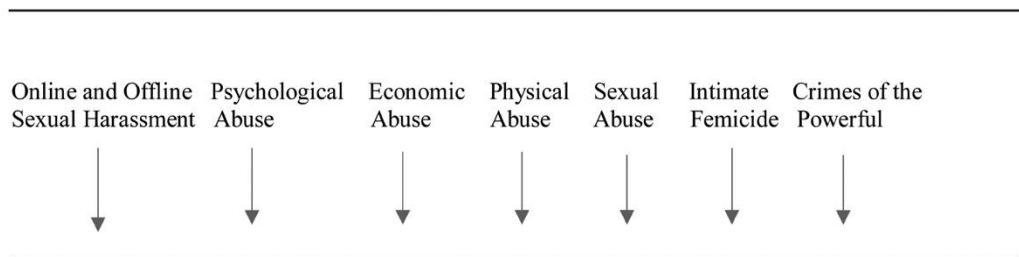 Online and Offline Psychological Economic Physical Sexual Intimate Crimes of the
Sexual Harassment Abuse Abuse Abuse Abuse Femicide Powerful